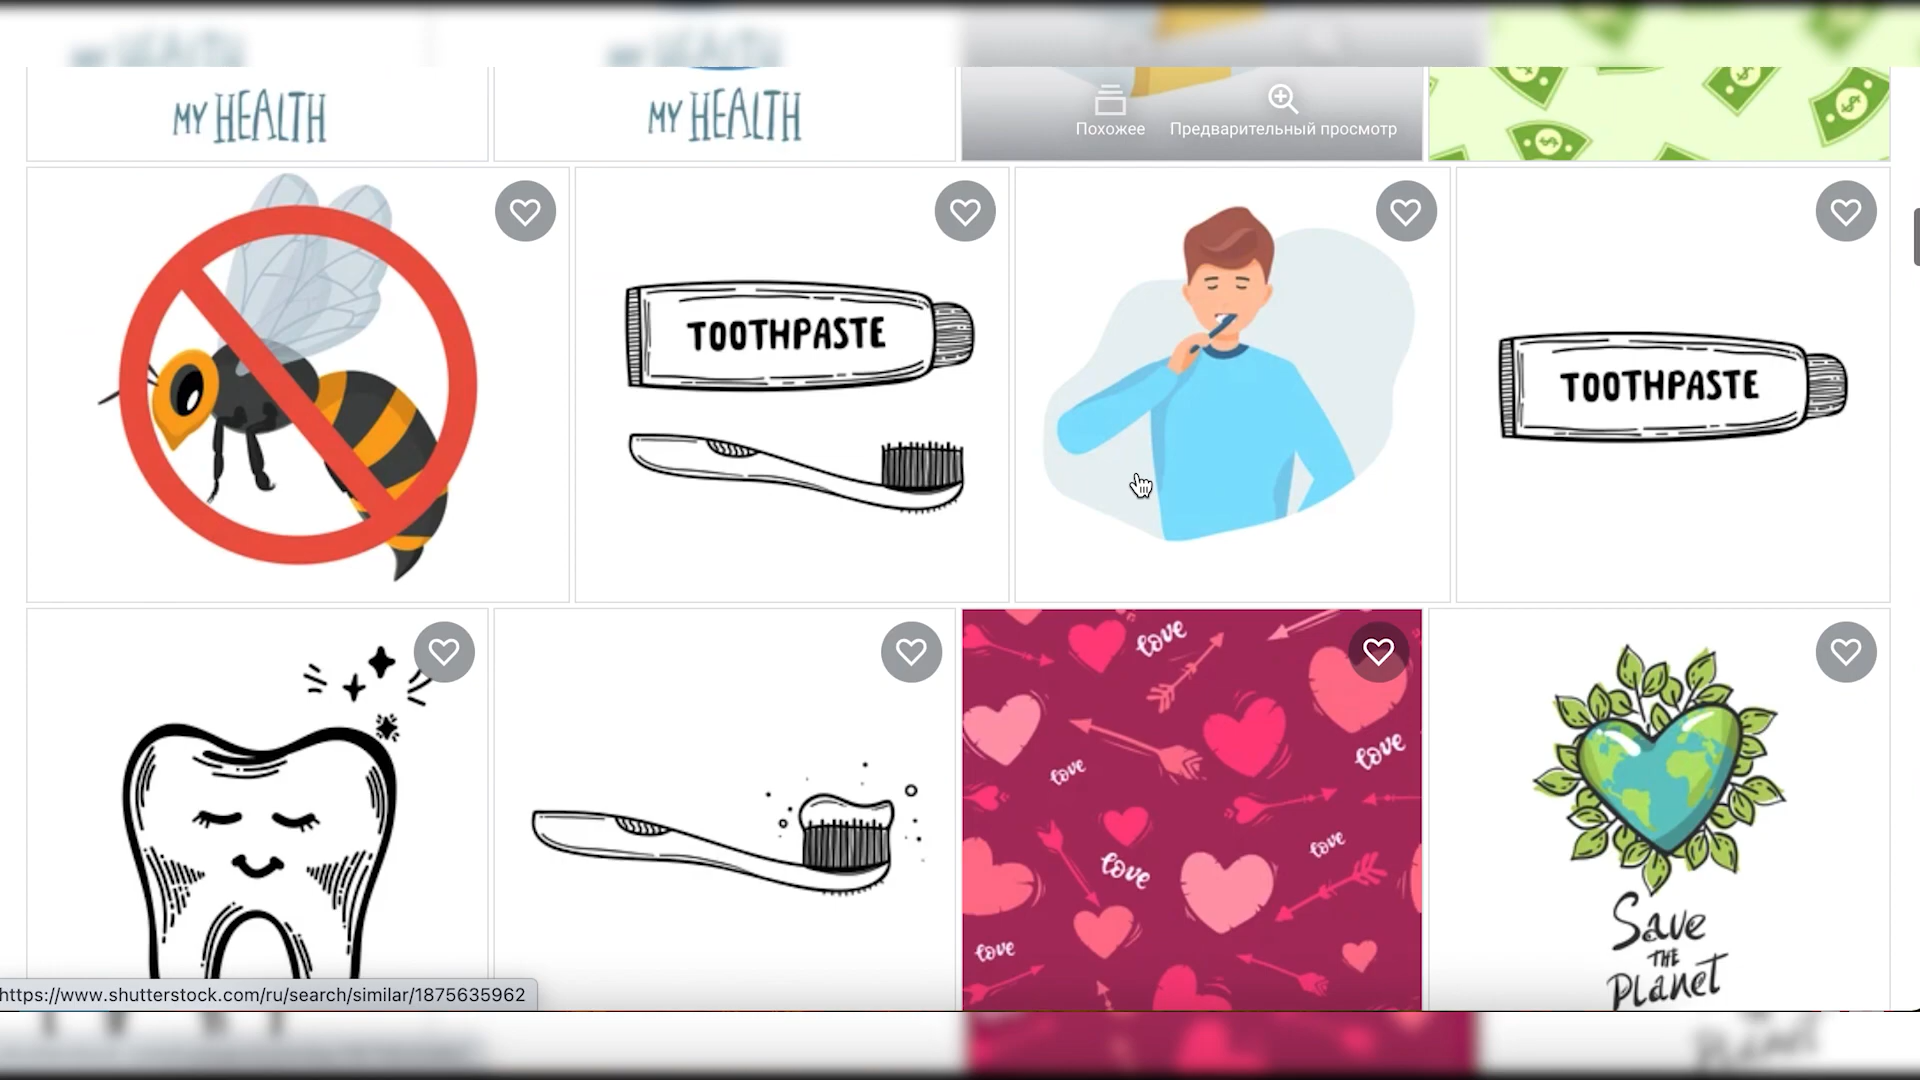 MY HEALTH
MY HEALTH
Похожее
Предварительный просмотр
TOOTHPASTE
TOOTHPASTE
love
love
love
love
love
love
Save
THE
Planet
https://www.shutterstock.com/ru/search/similar/1875635962